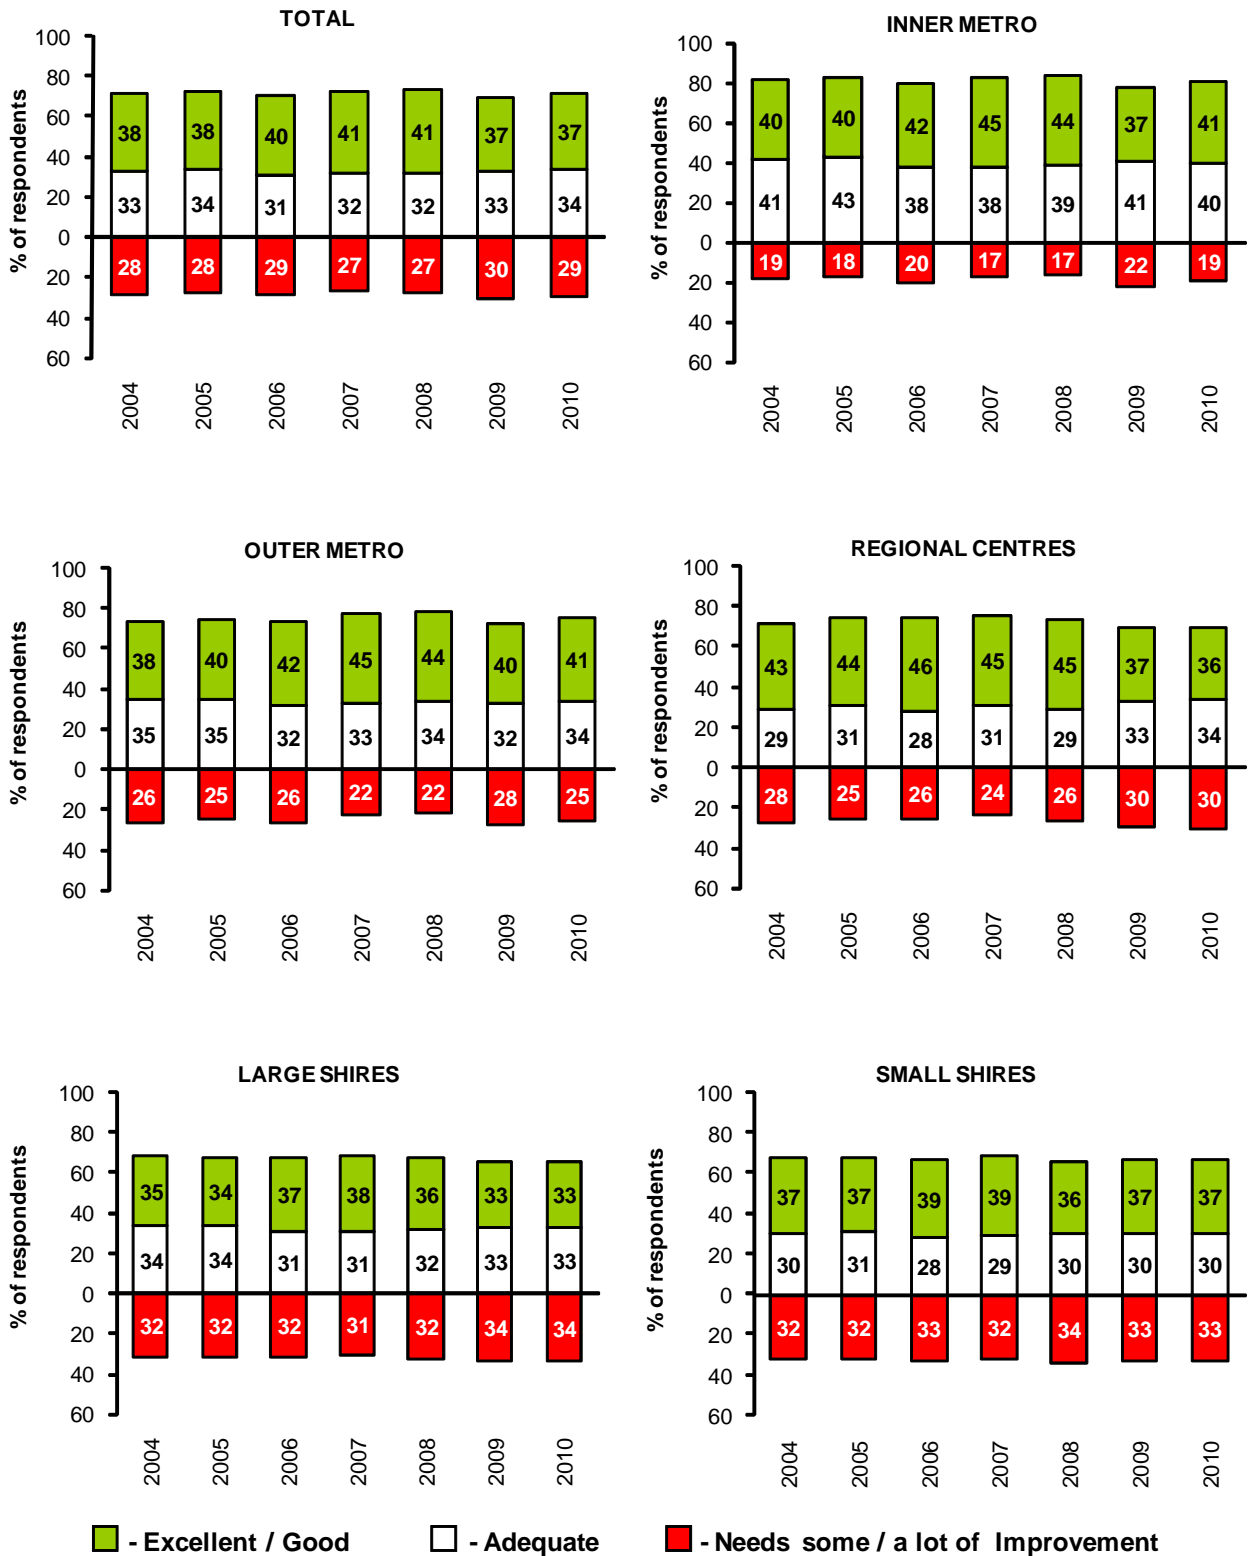 TOTAL
% of respondents
100
80
60
40
20
0
20
40
60
38 38 40 41 41 37 37
33 34 31 32 32 33 34
28 28 29 27 27 30 29
2004 2005 2006 2007 2008 2009 2010
INNER METRO
% of respondents
100
80
60
40
20
0
20
40
60
40 40 42 45 44 37 41
41 43 38 38 39 41 40
19 18 20 17 17 22 19
2004 2005 2006 2007 2008 2009 2010
OUTER METRO
% of respondents
100
80
60
40
20
0
20
40
60
38 40 42 45 44 40 41
35 35 32 33 34 32 34
26 25 26 22 22 28 25
2004 2005 2006 2007 2008 2009 2010
REGIONAL CENTRES
% of respondents
100
80
60
40
20
0
20
40
60
43 44 46 45 45 37 36
29 31 28 31 29 33 34
28 25 26 24 26 30 30
2004 2005 2006 2007 2008 2009 2010
LARGE SHIRES
% of respondents
100
80
60
40
20
0
20
40
60
35 34 37 38 36 33 33
34 34 31 31 32 33 33
32 32 32 31 32 34 34
2004 2005 2006 2007 2008 2009 2010
SMALL SHIRES
% of respondents
100
80
60
40
20
0
20
40
60
37 37 39 39 36 37 37
30 31 28 29 30 30 30
32 32 33 32 34 33 33
2004 2005 2006 2007 2008 2009 2010
- Excellent / Good - Adequate - Needs some / a lot of Improvement